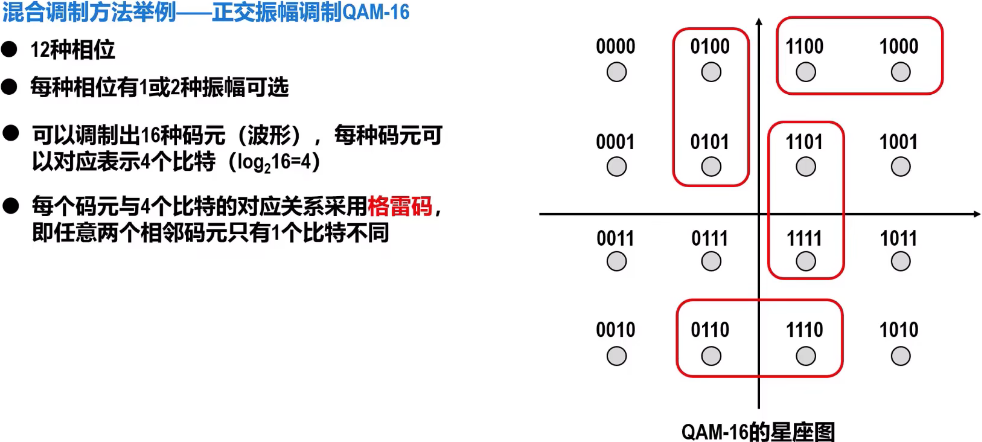 混合调制方法举例——正交振幅调制QAM-16
● 12种相位
● 每种相位有1或2种振幅可选
● 可以调制出16种码元（波形），每种码元可
以对应表示4个比特（log₂16=4）
● 每个码元与4个比特的对应关系采用格雷码，
即任意两个相邻码元只有1个比特不同
0000 0100 1100 1000
0001 0101 1101 1001
0011 0111 1111 1011
0010 0110 1110 1010
QAM-16的星座图